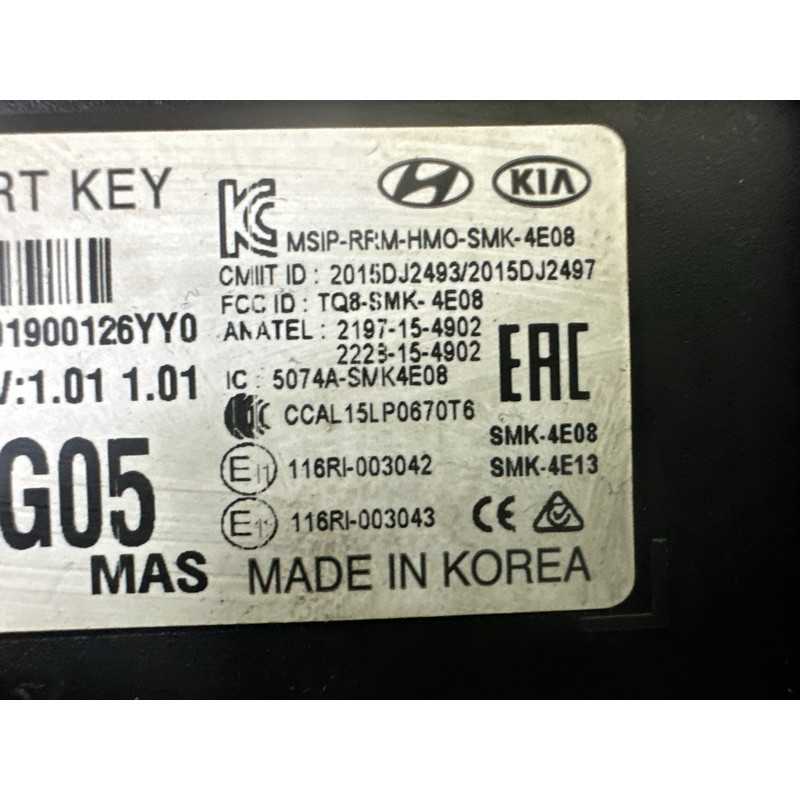 RT KEY
KIA
MSIP-RRM-HMO-SMK-4E08
CMIIT ID : 2015DJ2493/2015DJ2497
FCC ID : TQ8-SMK-4E08
01900126YY0
ANATEL : 2197-15-4902
2223-15-4902
V:1.01 1.01
IC : 5074A-SMK4E08
EAC
CCAL15LP0670T6
SMK-4E08
G05
E11 116RI-003042
SMK-4E13
116RI-003043
CE
MAS
MADE IN KOREA